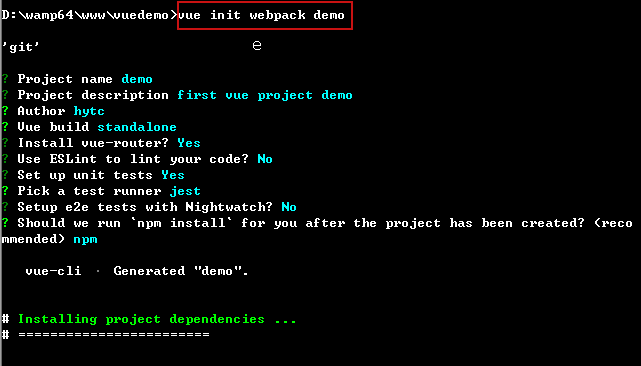 D:\wamp64\www\vuedemo>vue init webpack demo
'git'
e
? Project name demo
? Project description first vue project demo
? Author hytc
? Vue build standalone
? Install vue-router? Yes
? Use ESLint to lint your code? No
? Set up unit tests Yes
? Pick a test runner jest
? Setup e2e tests with Nightwatch? No
? Should we run `npm install` for you after the project has been created? (reco
mmended) npm
vue-cli · Generated "demo".
# Installing project dependencies ...
# ========================